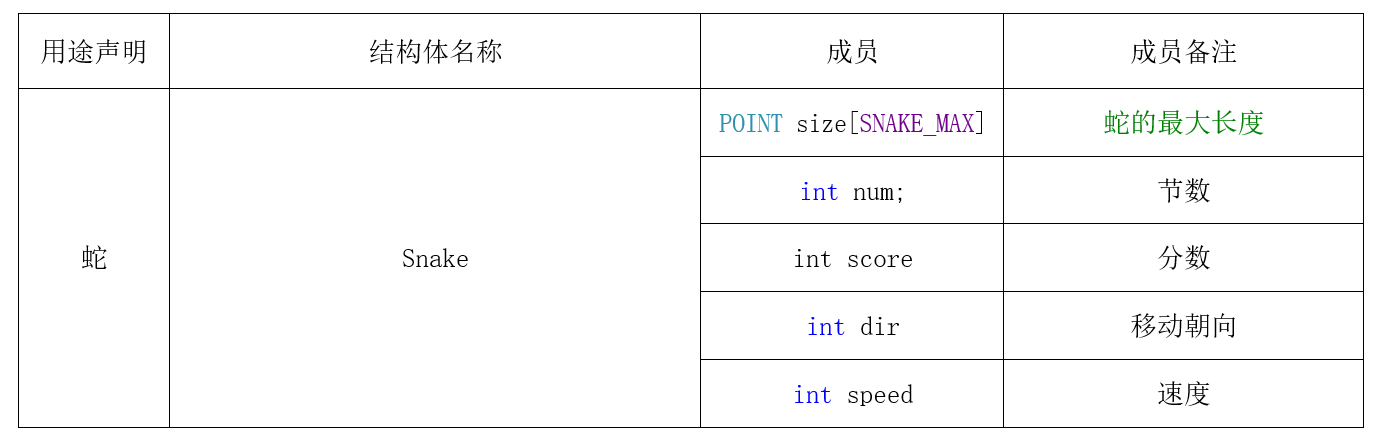 用途声明 结构体名称 成员 成员备注
POINT size[SNAKE_MAX] 蛇的最大长度
int num; 节数
蛇 Snake int score 分数
int dir 移动朝向
int speed 速度